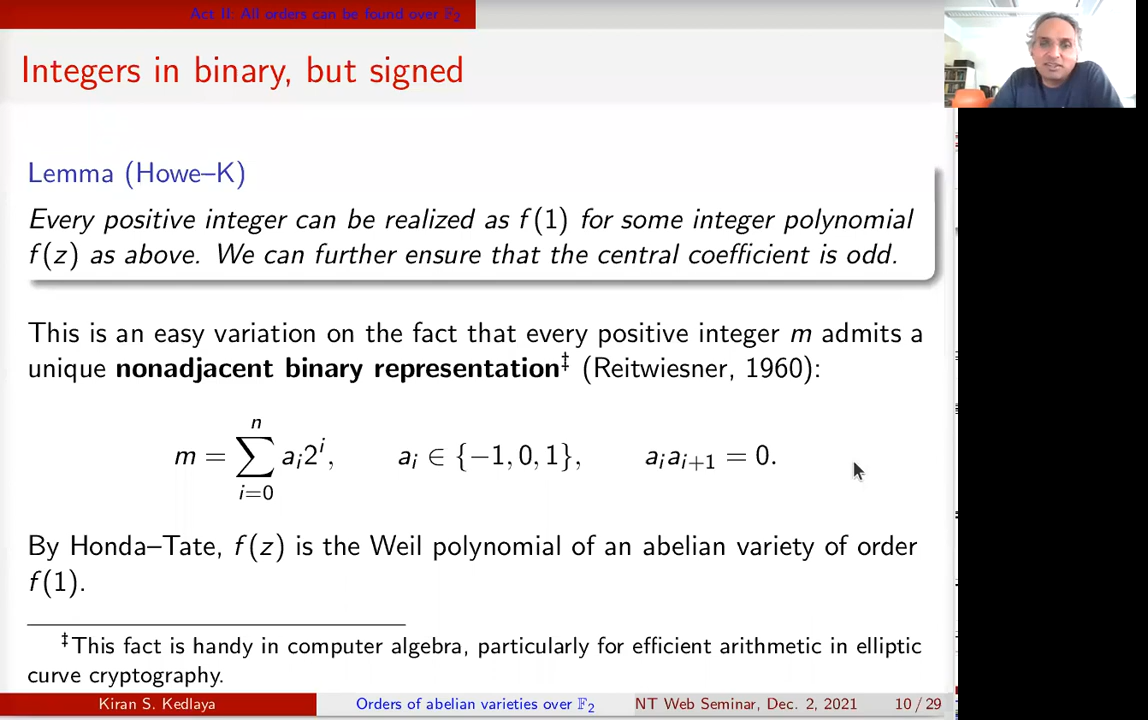 Act II: All orders can be found over F₂
Integers in binary, but signed
Lemma (Howe–K)
Every positive integer can be realized as f(1) for some integer polynomial
f(z) as above. We can further ensure that the central coefficient is odd.
This is an easy variation on the fact that every positive integer m admits a
unique nonadjacent binary representation‡ (Reitwiesner, 1960):
m = ∑_{i=0}^{n} a_i 2^i, a_i ∈ {−1, 0, 1}, a_i a_{i+1} = 0.
By Honda–Tate, f(z) is the Weil polynomial of an abelian variety of order
f(1).
‡This fact is handy in computer algebra, particularly for efficient arithmetic in elliptic
curve cryptography.
Kiran S. Kedlaya Orders of abelian varieties over F₂ NT Web Seminar, Dec. 2, 2021 10 / 29